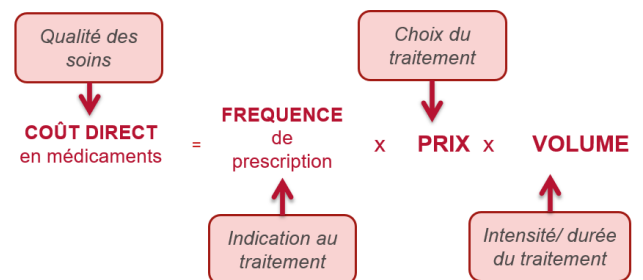 Qualité des
soins
Choix du
traitement
COÛT DIRECT
en médicaments
=
FREQUENCE
de
prescription
x
PRIX
x
VOLUME
Indication au
traitement
Intensité/ durée
du traitement